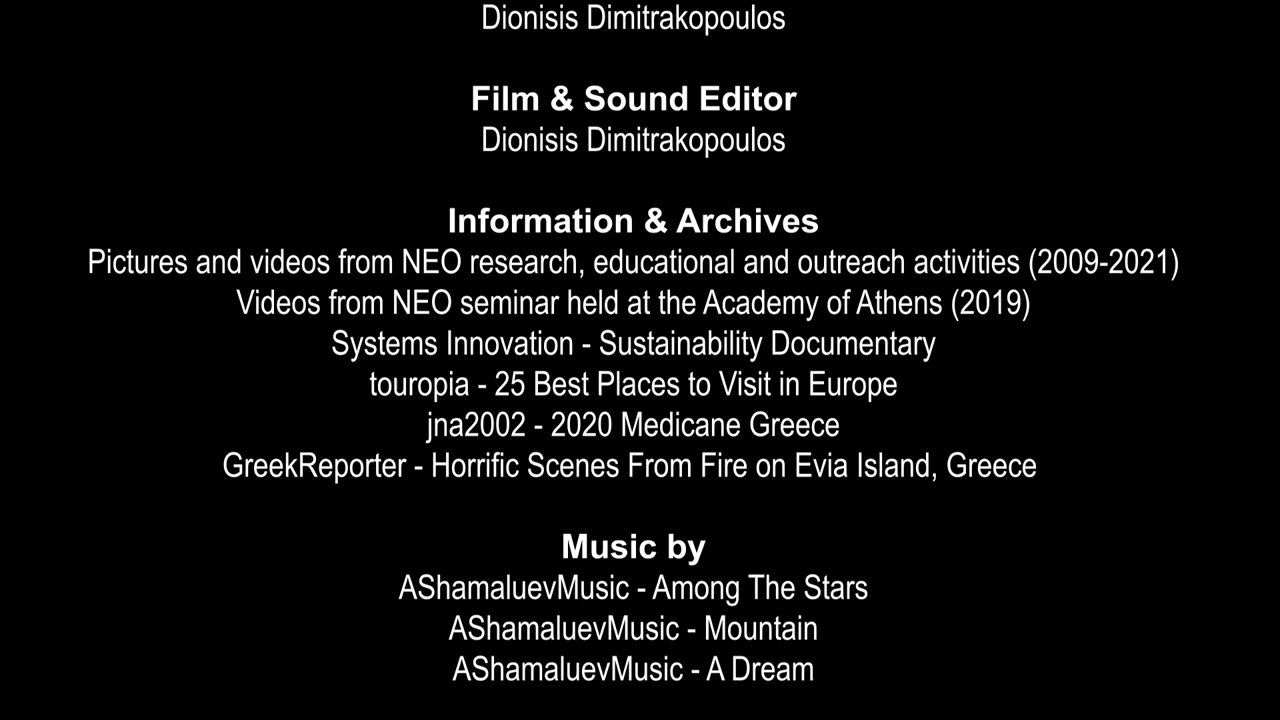 Dionisis Dimitrakopoulos
Film & Sound Editor
Dionisis Dimitrakopoulos
Information & Archives
Pictures and videos from NEO research, educational and outreach activities (2009-2021)
Videos from NEO seminar held at the Academy of Athens (2019)
Systems Innovation - Sustainability Documentary
touropia - 25 Best Places to Visit in Europe
jna2002 - 2020 Medicane Greece
GreekReporter - Horrific Scenes From Fire on Evia Island, Greece
Music by
AShamaluevMusic - Among The Stars
AShamaluevMusic - Mountain
AShamaluevMusic - A Dream